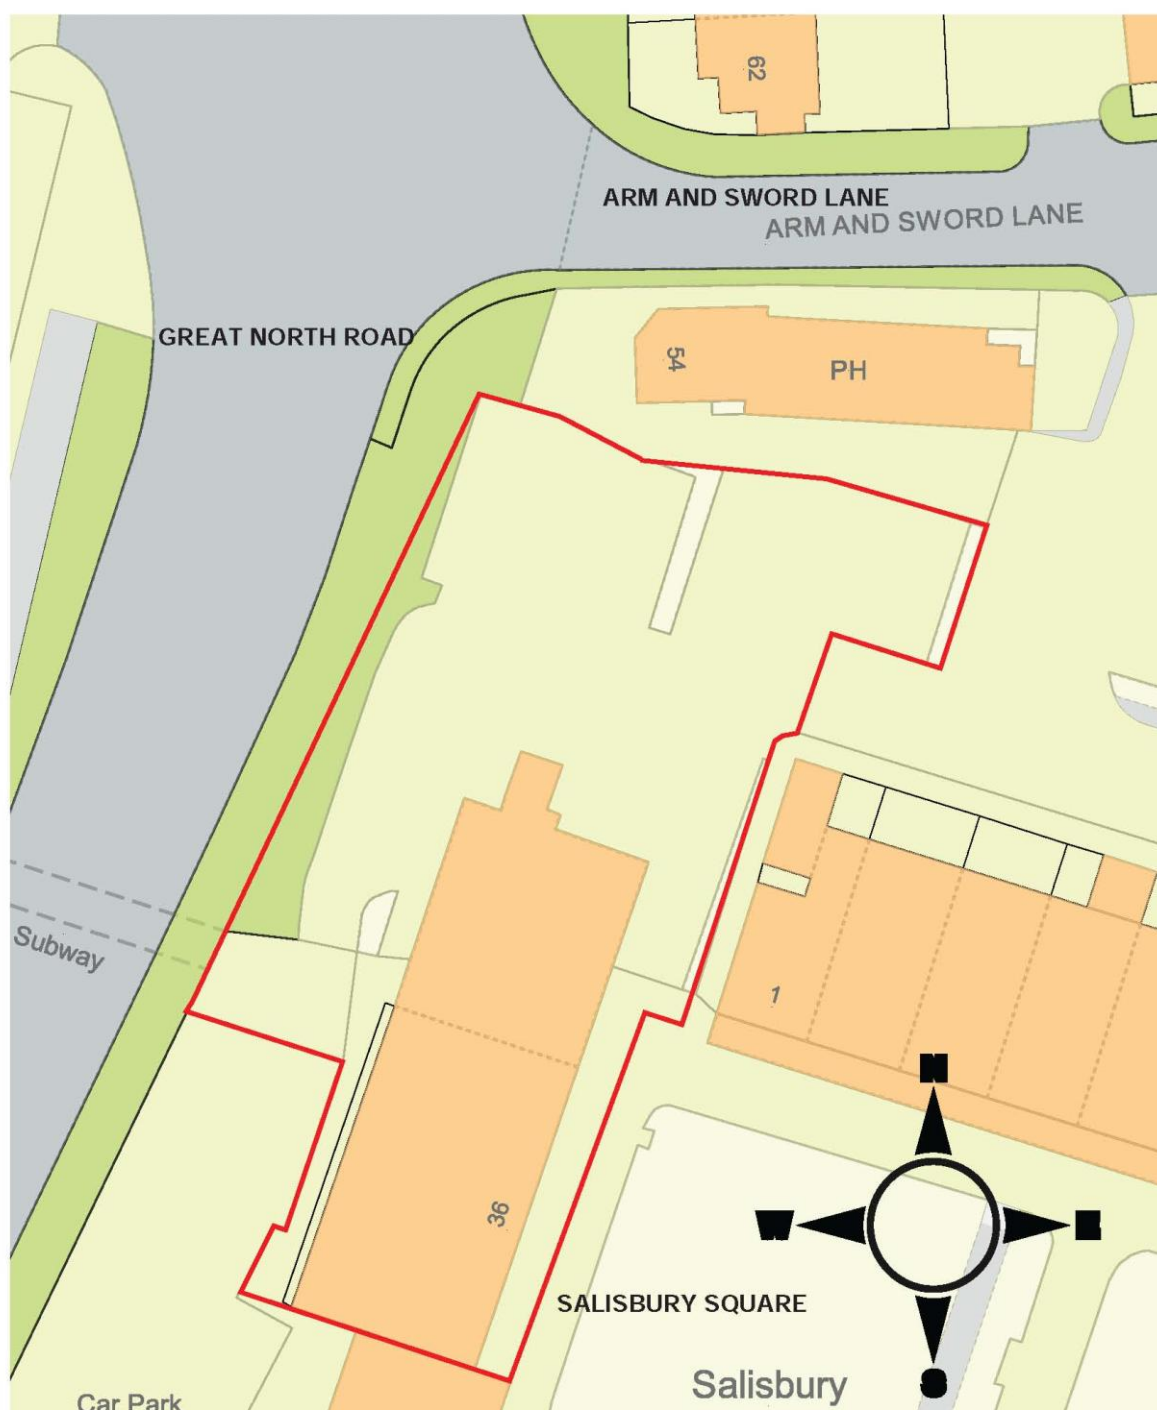 62
ARM AND SWORD LANE
ARM AND SWORD LANE
GREAT NORTH ROAD
54
PH
Subway
1
N
W
E
36
SALISBURY SQUARE
Salisbury
S
Car Park